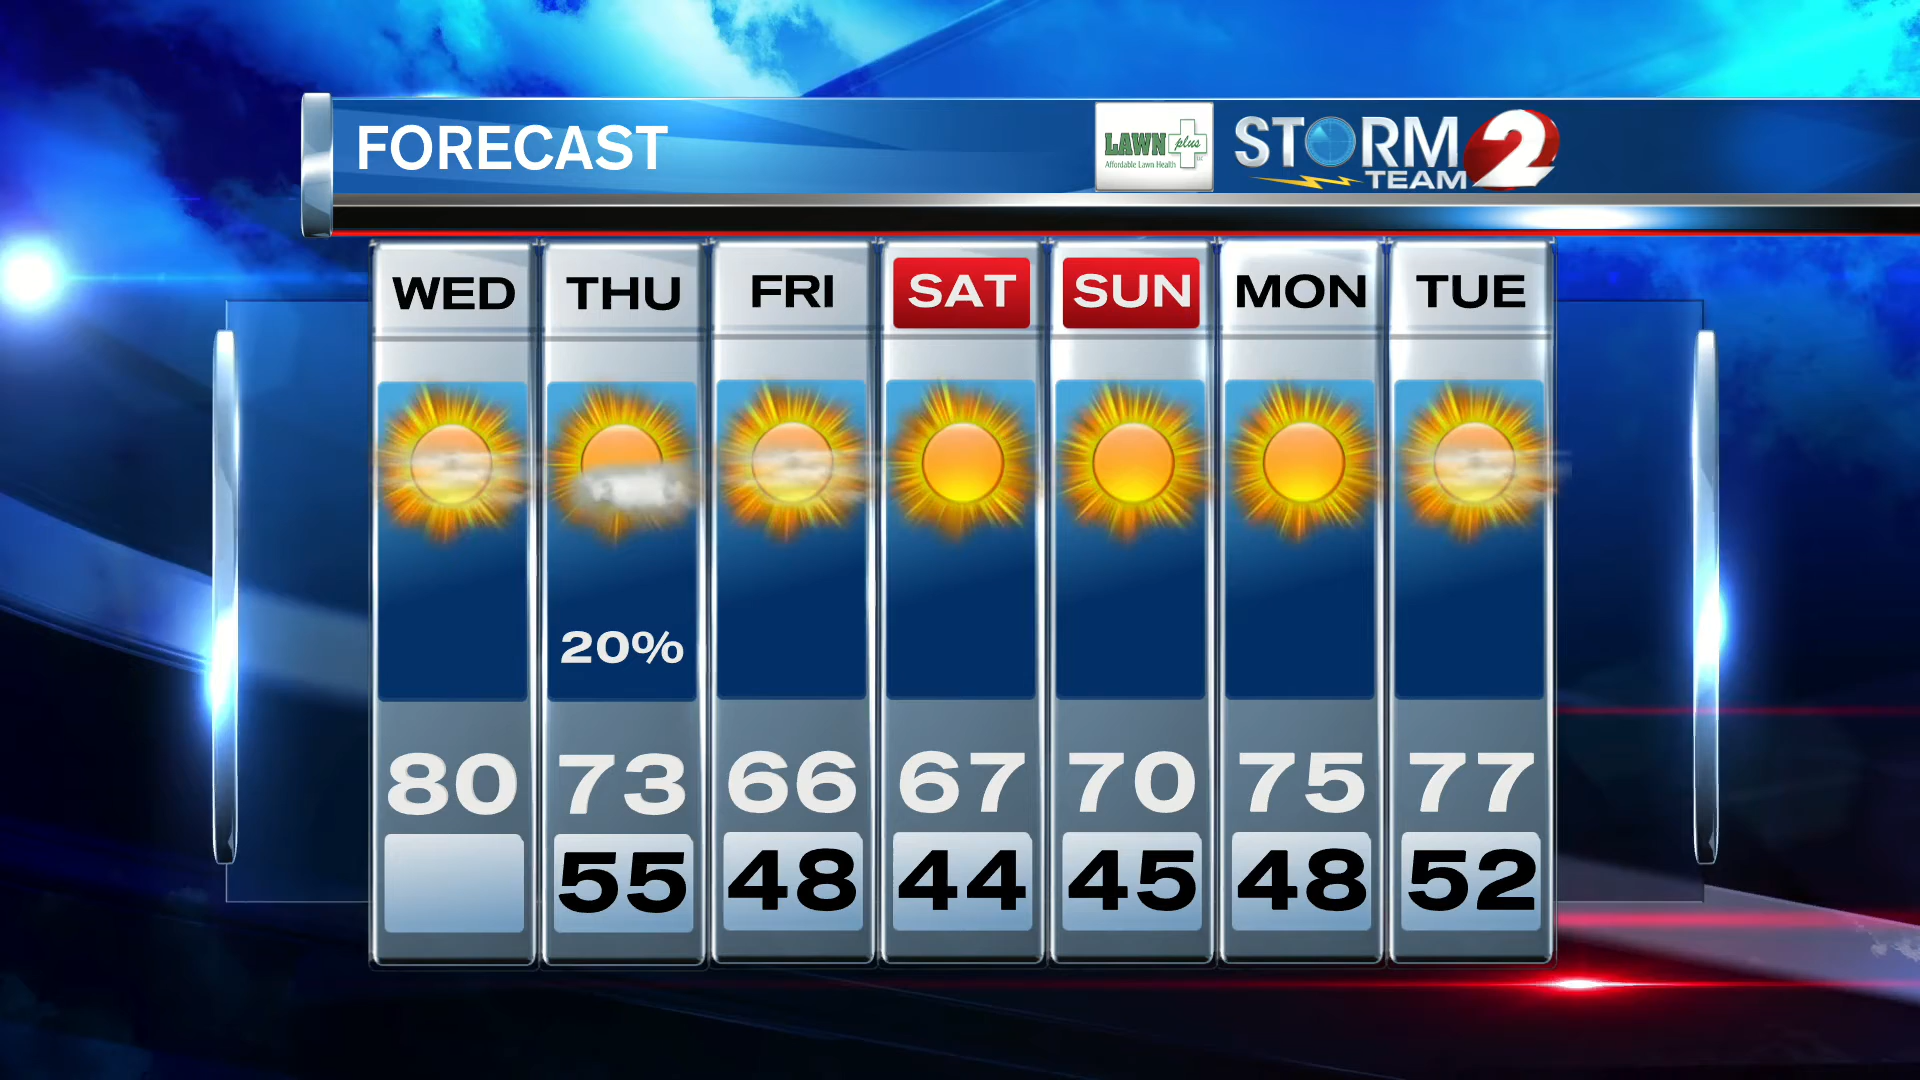 FORECAST
LAWN plus
Affordable Lawn Health
STORM
TEAM
2
WED THU FRI SAT SUN MON TUE
20%
80 73 66 67 70 75 77
55 48 44 45 48 52